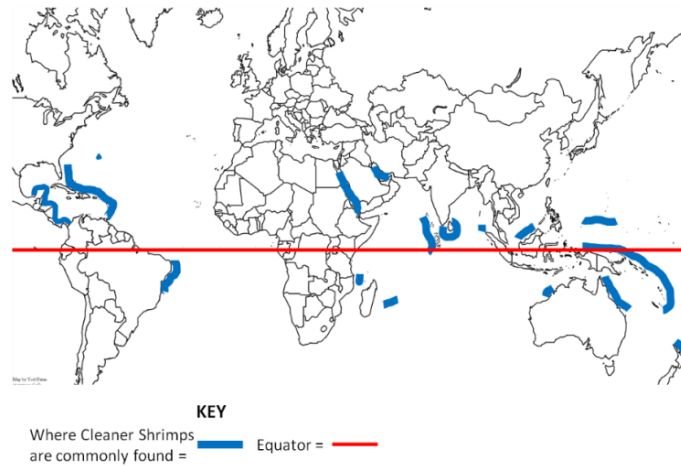 KEY
Where Cleaner Shrimps
are commonly found =
Equator =